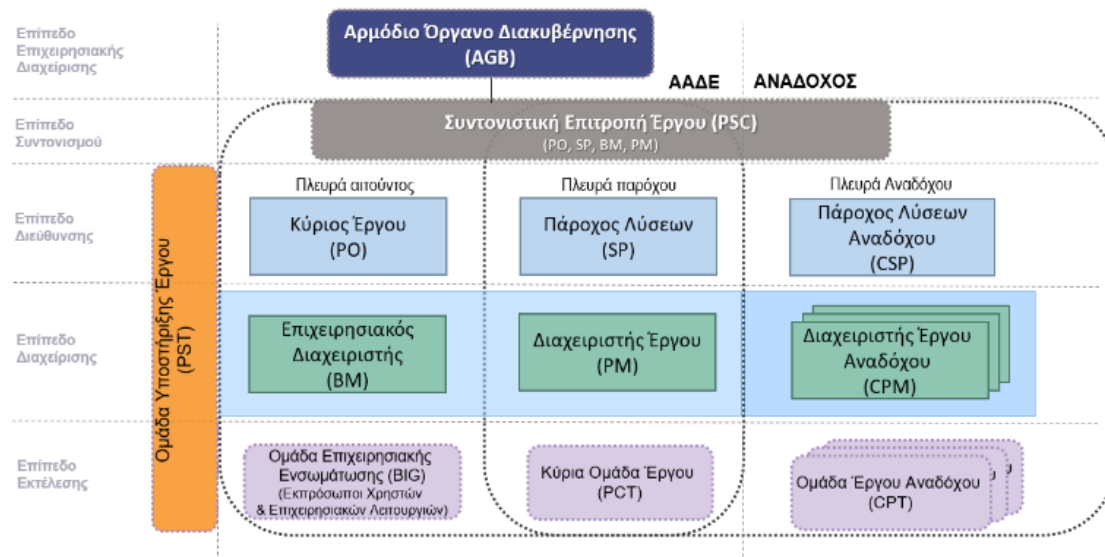 Επίπεδο
Επιχειρησιακής
Διαχείρισης
Αρμόδιο Όργανο Διακυβέρνησης
(AGB)
ΑΑΔΕ
ΑΝΑΔΟΧΟΣ
Επίπεδο
Συντονισμού
Συντονιστική Επιτροπή Έργου (PSC)
(PO, SP, BM, PM)
Ομάδα Υποστήριξης Έργου
(PST)
Πλευρά αιτούντος
Πλευρά παρόχου
Πλευρά Αναδόχου
Επίπεδο
Διεύθυνσης
Κύριος Έργου
(PO)
Πάροχος Λύσεων
(SP)
Πάροχος Λύσεων
Αναδόχου
(CSP)
Επίπεδο
Διαχείρισης
Επιχειρησιακός
Διαχειριστής
(BM)
Διαχειριστής Έργου
(PM)
Διαχειριστής Έργου
Αναδόχου
(CPM)
Επίπεδο
Εκτέλεσης
Ομάδα Επιχειρησιακής
Ενσωμάτωσης (BIG)
(Εκπρόσωποι Χρηστών
& Επιχειρησιακών Λειτουργιών)
Κύρια Ομάδα Έργου
(PCT)
Ομάδα Έργου Αναδόχου
(CPT)